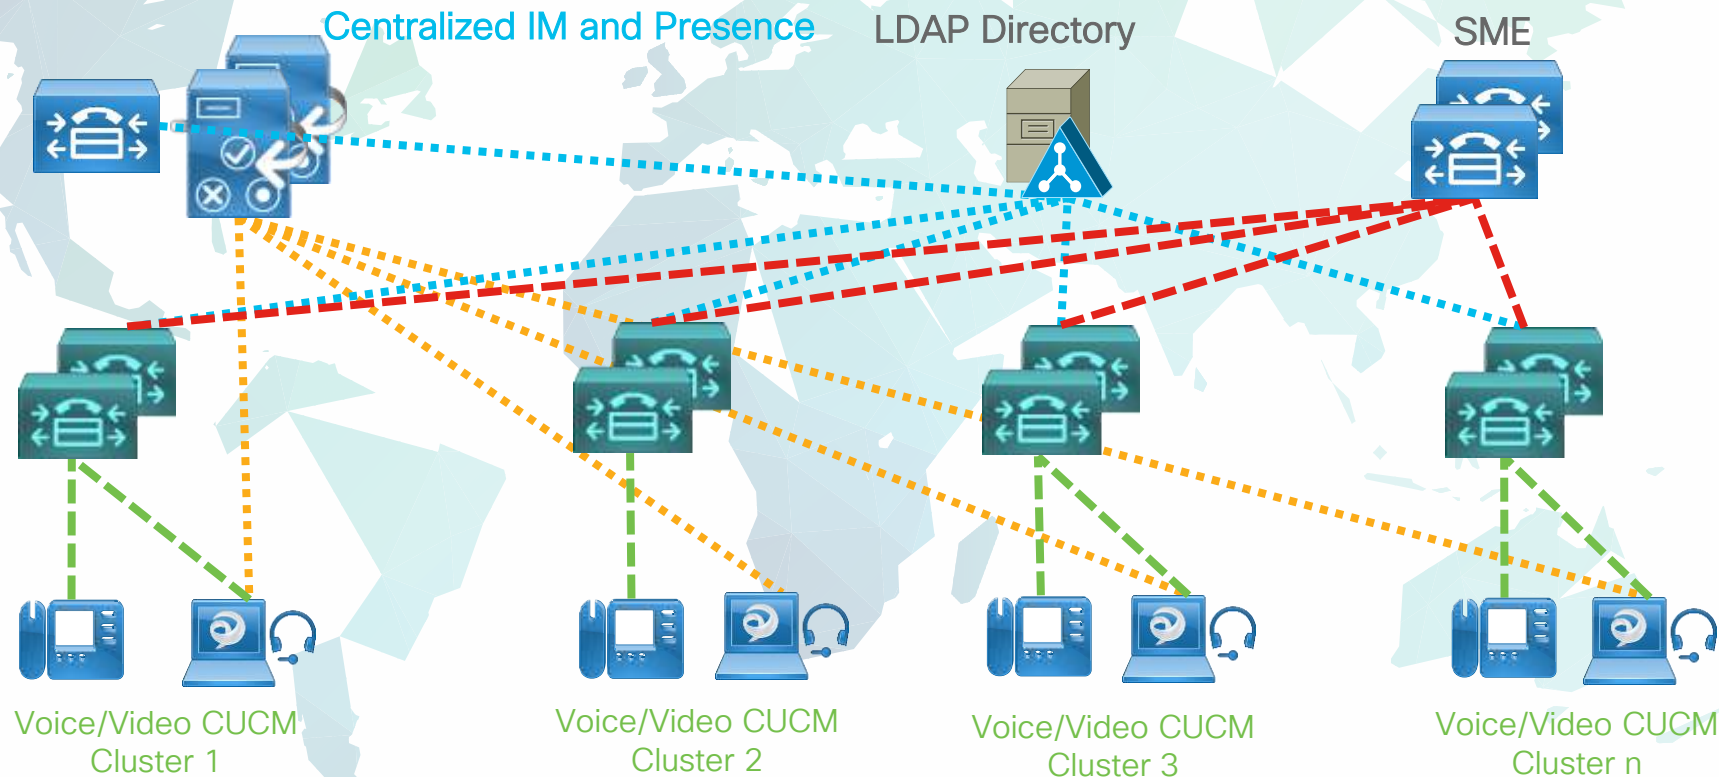 Centralized IM and Presence
LDAP Directory
SME
Voice/Video CUCM
Cluster 1
Voice/Video CUCM
Cluster 2
Voice/Video CUCM
Cluster 3
Voice/Video CUCM
Cluster n